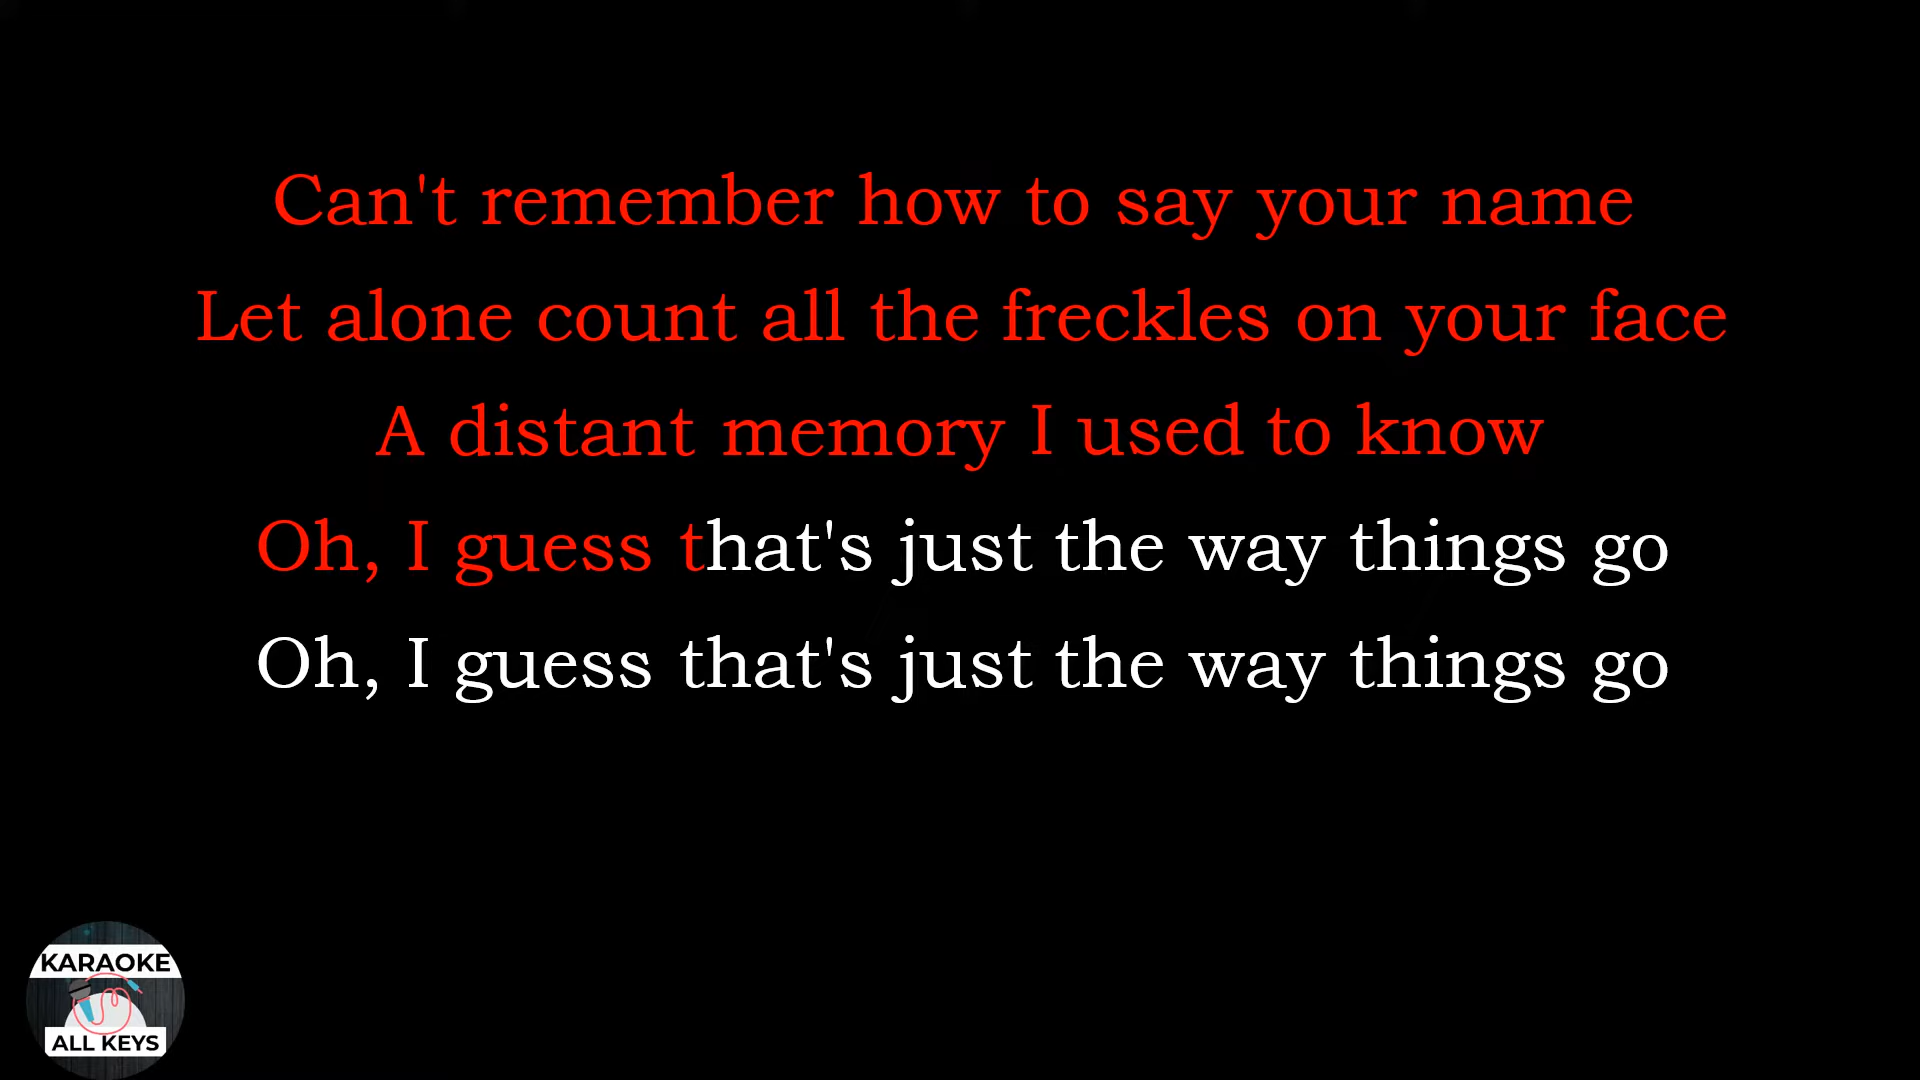 Can't remember how to say your name
Let alone count all the freckles on your face
A distant memory I used to know
Oh, I guess that's just the way things go
Oh, I guess that's just the way things go
KARAOKE
ALL KEYS